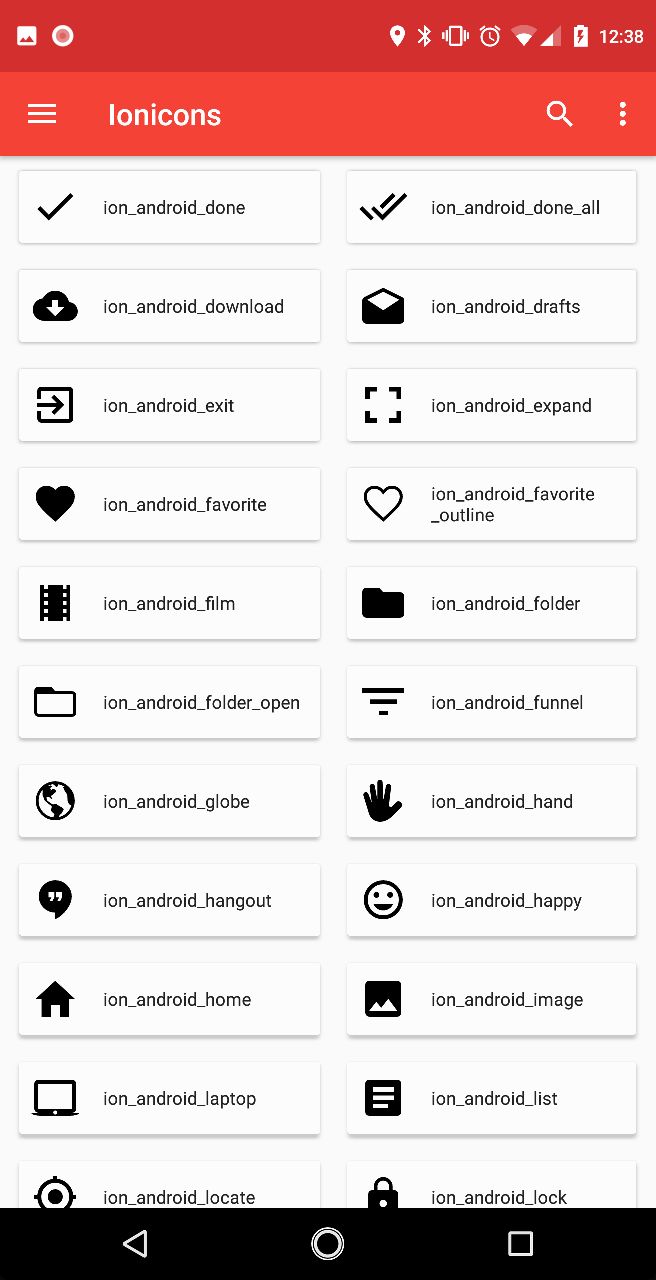 12:38
Ionicons
ion_android_done
ion_android_done_all
ion_android_download
ion_android_drafts
ion_android_exit
ion_android_expand
ion_android_favorite
ion_android_favorite
_outline
ion_android_film
ion_android_folder
ion_android_folder_open
ion_android_funnel
ion_android_globe
ion_android_hand
ion_android_hangout
ion_android_happy
ion_android_home
ion_android_image
ion_android_laptop
ion_android_list
ion_android_locate
ion_android_lock